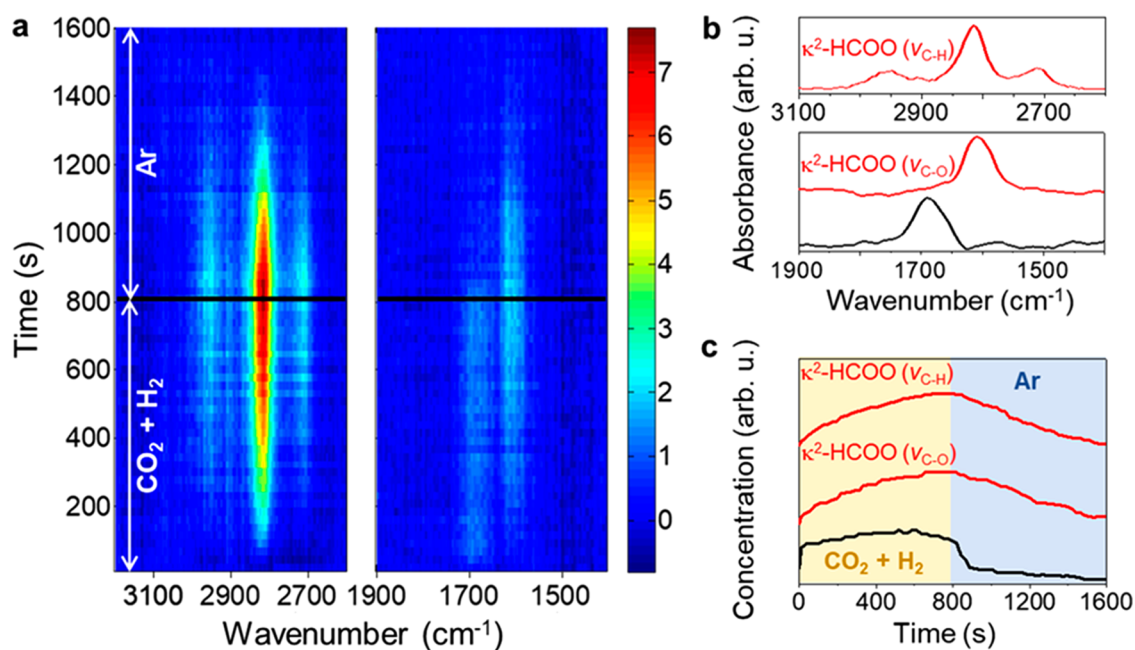 a
1600
1400
1200
1000
800
600
400
200
Time (s)
Ar
CO₂ + H₂
3100 2900 2700 1900 1700 1500
Wavenumber (cm⁻¹)
7
6
5
4
3
2
1
0
b
κ²-HCOO (νC-H)
3100 2900 2700
κ²-HCOO (νC-O)
1900 1700 1500
Wavenumber (cm⁻¹)
Absorbance (arb. u.)
c
κ²-HCOO (νC-H)
Ar
κ²-HCOO (νC-O)
CO₂ + H₂
0 400 800 1200 1600
Time (s)
Concentration (arb. u.)